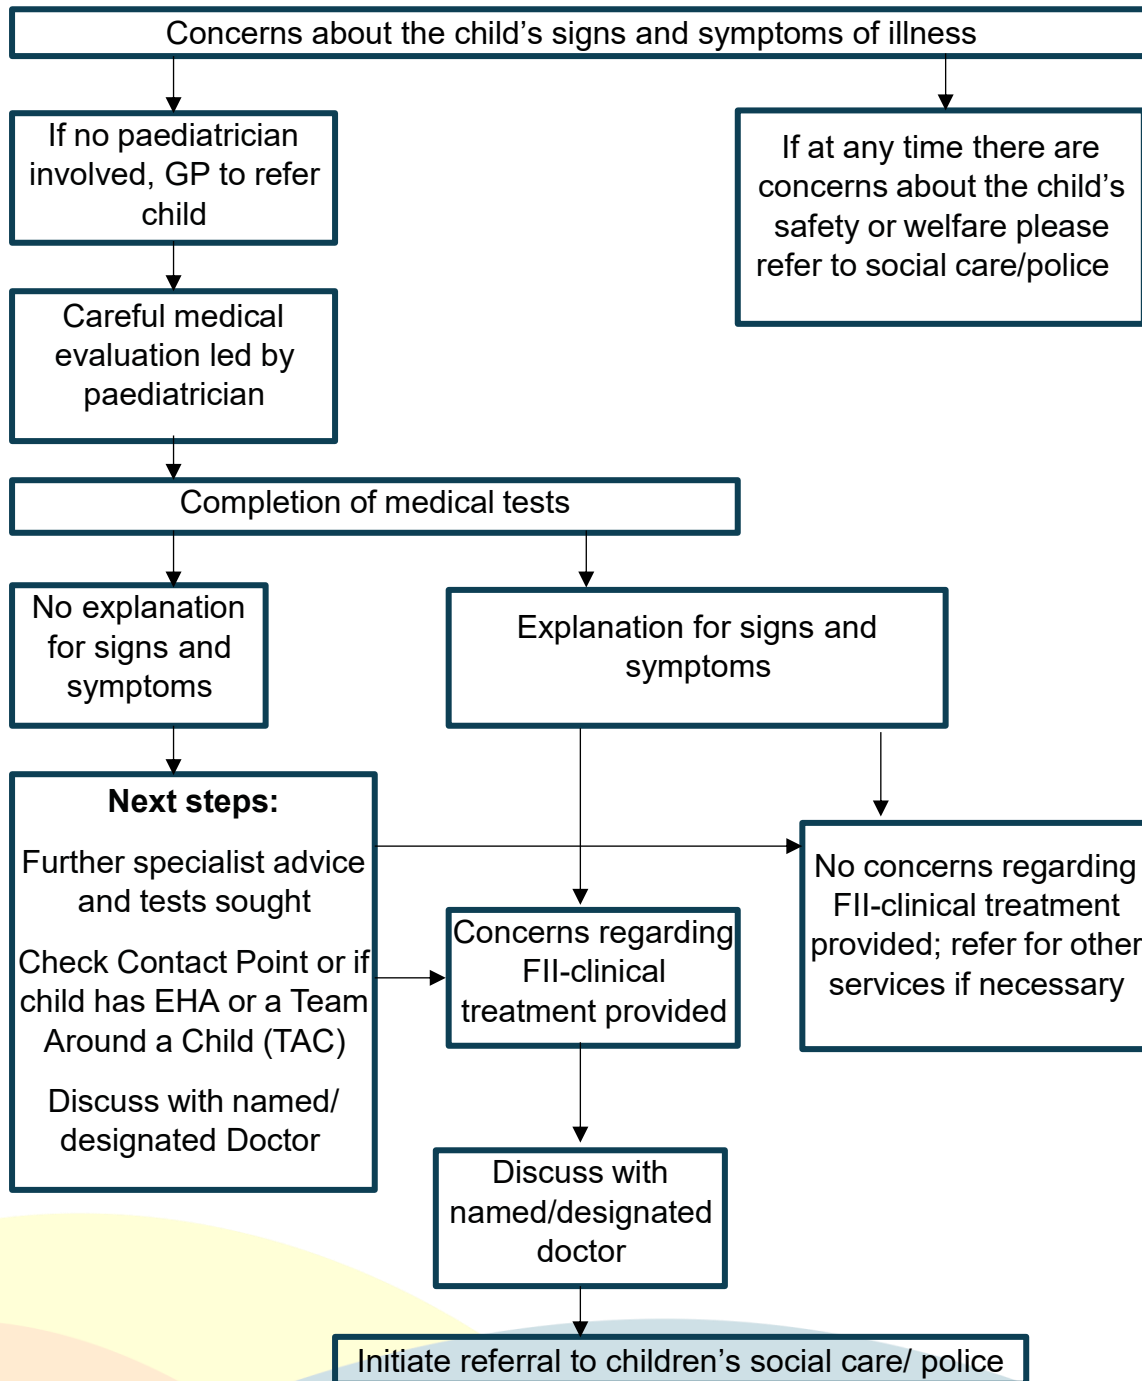 Concerns about the child’s signs and symptoms of illness
If no paediatrician
involved, GP to refer
child
If at any time there are
concerns about the child’s
safety or welfare please
refer to social care/police
Careful medical
evaluation led by
paediatrician
Completion of medical tests
No explanation
for signs and
symptoms
Explanation for signs and
symptoms
Next steps:
Further specialist advice
and tests sought
Check Contact Point or if
child has EHA or a Team
Around a Child (TAC)
Discuss with named/
designated Doctor
No concerns regarding
FII-clinical treatment
provided; refer for other
services if necessary
Concerns regarding
FII-clinical
treatment provided
Discuss with
named/designated
doctor
Initiate referral to children’s social care/ police